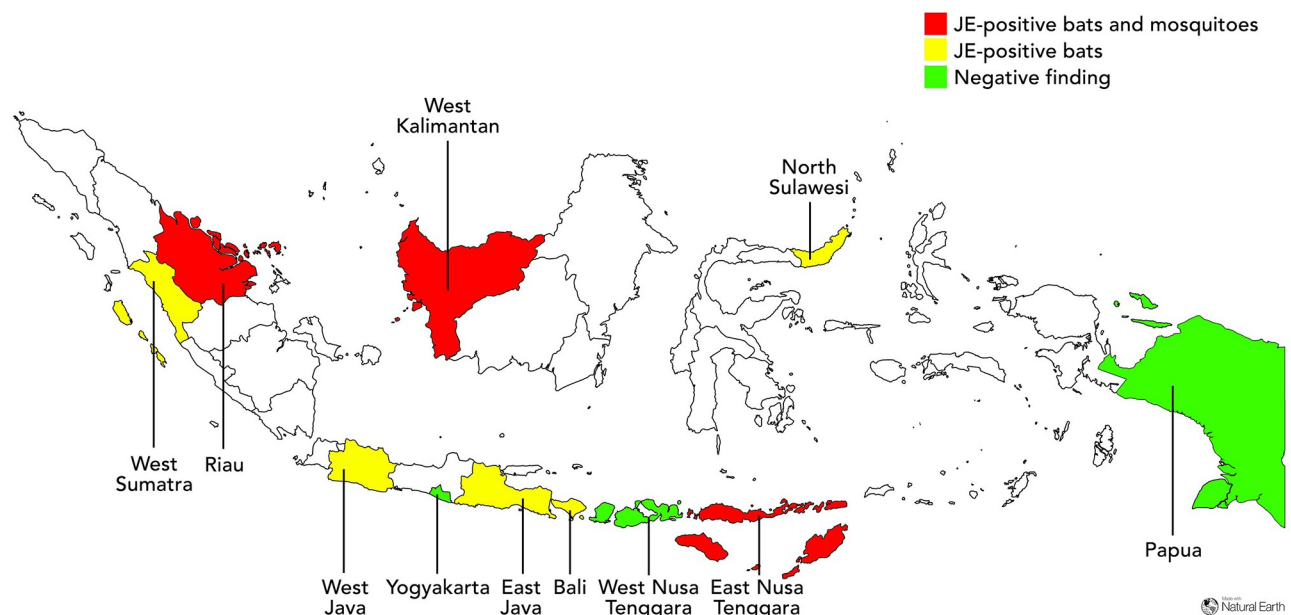 JE-positive bats and mosquitoes
JE-positive bats
Negative finding
West
Kalimantan
North
Sulawesi
West
Sumatra
Riau
Papua
West
Java
Yogyakarta
East
Java
Bali
West Nusa
Tenggara
East Nusa
Tenggara
Made with
Natural Earth